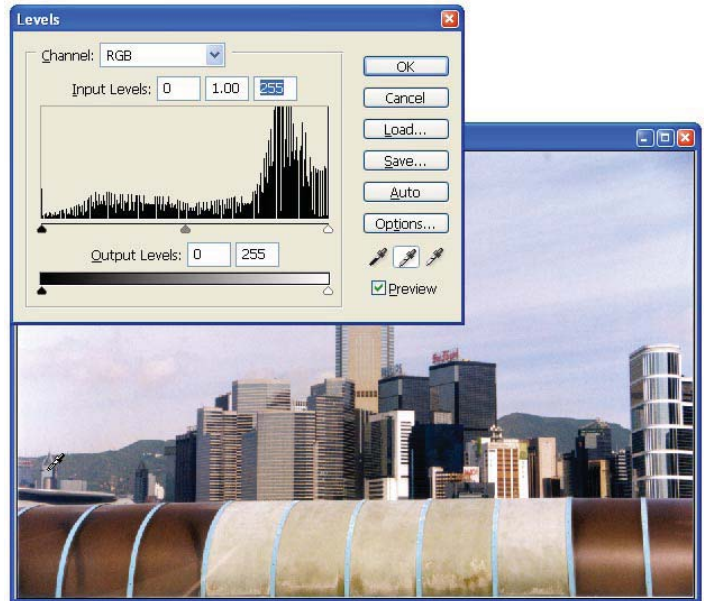 Levels
Channel: RGB
OK
Input Levels: 0 1.00 255
Cancel
Load...
Save...
Auto
Options...
Output Levels: 0 255
Preview